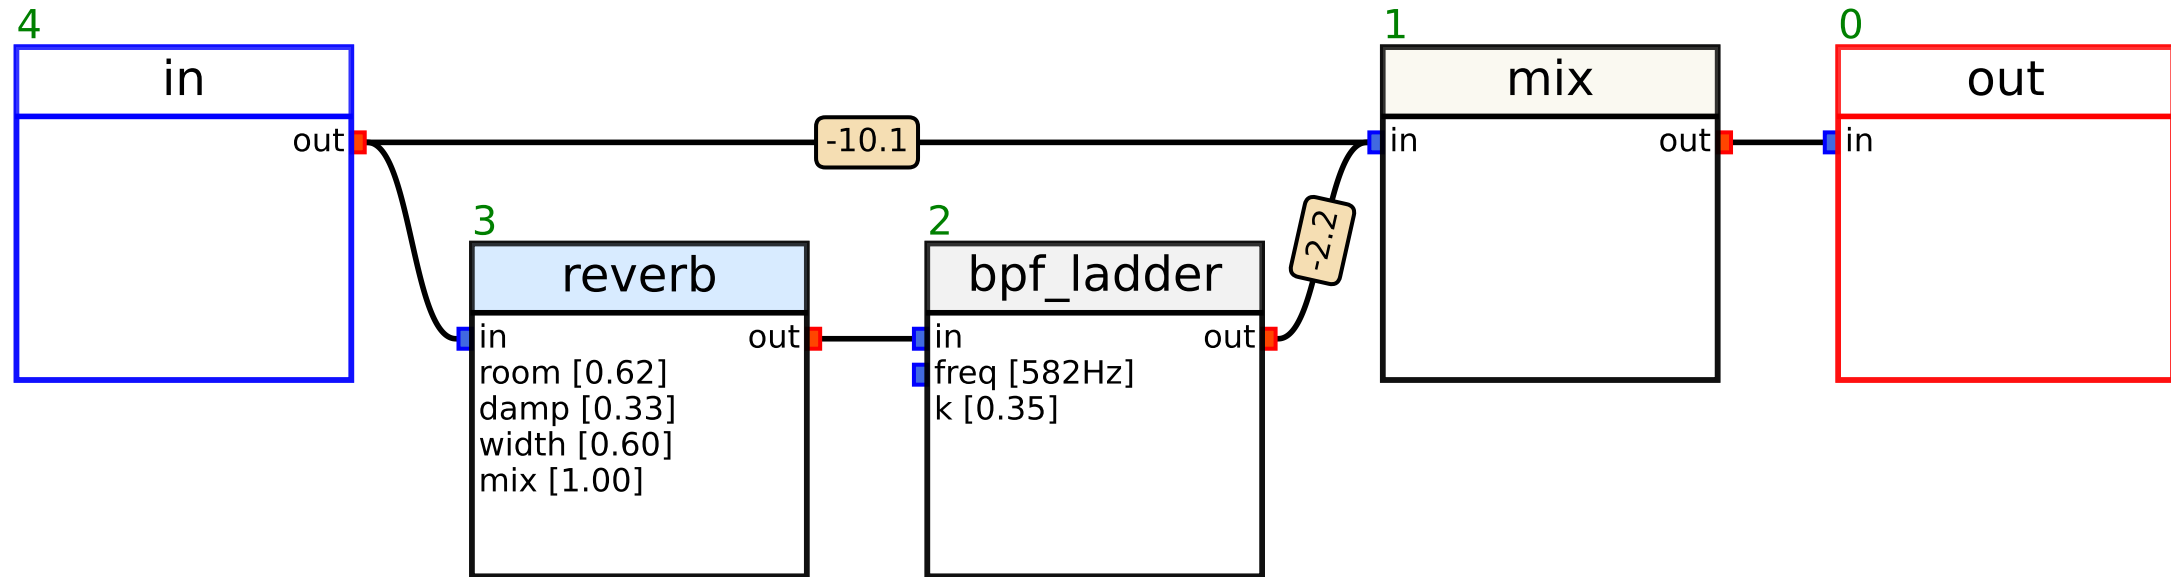 4
in
out
-10.1
3
reverb
in
out
room [0.62]
damp [0.33]
width [0.60]
mix [1.00]
2
bpf_ladder
in
out
freq [582Hz]
k [0.35]
-2.2
1
mix
in
out
0
out
in